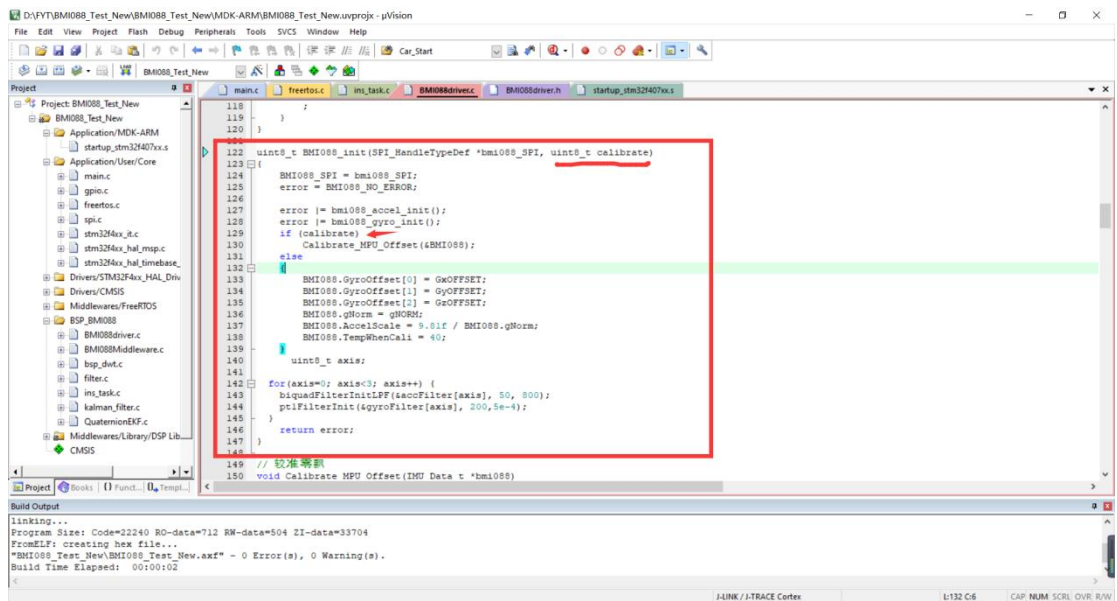 D:\FYT\BMI088_Test_New\BMI088_Test_New\MDK-ARM\BMI088_Test_New.uvprojx - µVision
File Edit View Project Flash Debug Peripherals Tools SVCS Window Help
Car_Start
BMI088_Test_New
Project
main.c freertos.c ins_task.c BMI088driver.c BMI088driver.h startup_stm32f407xx.s
Project: BMI088_Test_New
BMI088_Test_New
Application/MDK-ARM
startup_stm32f407xx.s
Application/User/Core
main.c
gpio.c
freertos.c
spi.c
stm32f4xx_it.c
stm32f4xx_hal_msp.c
stm32f4xx_hal_timebase_
Drivers/STM32F4xx_HAL_Driv
Drivers/CMSIS
Middlewares/FreeRTOS
BSP_BMI088
BMI088driver.c
BMI088Middleware.c
bsp_dwt.c
filter.c
ins_task.c
kalman_filter.c
QuaternionEKF.c
Middlewares/Library/DSP Lib
CMSIS
Project Books Funct... Templ...
118 ;
119 }
120 }
121
122 uint8_t BMI088_init(SPI_HandleTypeDef *bmi088_SPI, uint8_t calibrate)
123 {
124 BMI088_SPI = bmi088_SPI;
125 error = BMI088_NO_ERROR;
126
127 error |= bmi088_accel_init();
128 error |= bmi088_gyro_init();
129 if (calibrate)
130 Calibrate_MPU_Offset(&BMI088);
131 else
132 {
133 BMI088.GyroOffset[0] = GxOFFSET;
134 BMI088.GyroOffset[1] = GyOFFSET;
135 BMI088.GyroOffset[2] = GzOFFSET;
136 BMI088.gNorm = gNORM;
137 BMI088.AccelScale = 9.81f / BMI088.gNorm;
138 BMI088.TempWhenCali = 40;
139 }
140 uint8_t axis;
141
142 for(axis=0; axis<3; axis++) {
143 biquadFilterInitLPF(&accFilter[axis], 50, 800);
144 pt1FilterInit(&gyroFilter[axis], 200,5e-4);
145 }
146 return error;
147 }
148
149 // 较准零飘
150 void Calibrate_MPU_Offset(IMU_Data_t *bmi088)
Build Output
linking...
Program Size: Code=22240 RO-data=712 RW-data=504 ZI-data=33704
FromELF: creating hex file...
"BMI088_Test_New\BMI088_Test_New.axf" - 0 Error(s), 0 Warning(s).
Build Time Elapsed: 00:00:02
J-LINK / J-TRACE Cortex L:132 C:6 CAP NUM SCRL OVR R/W